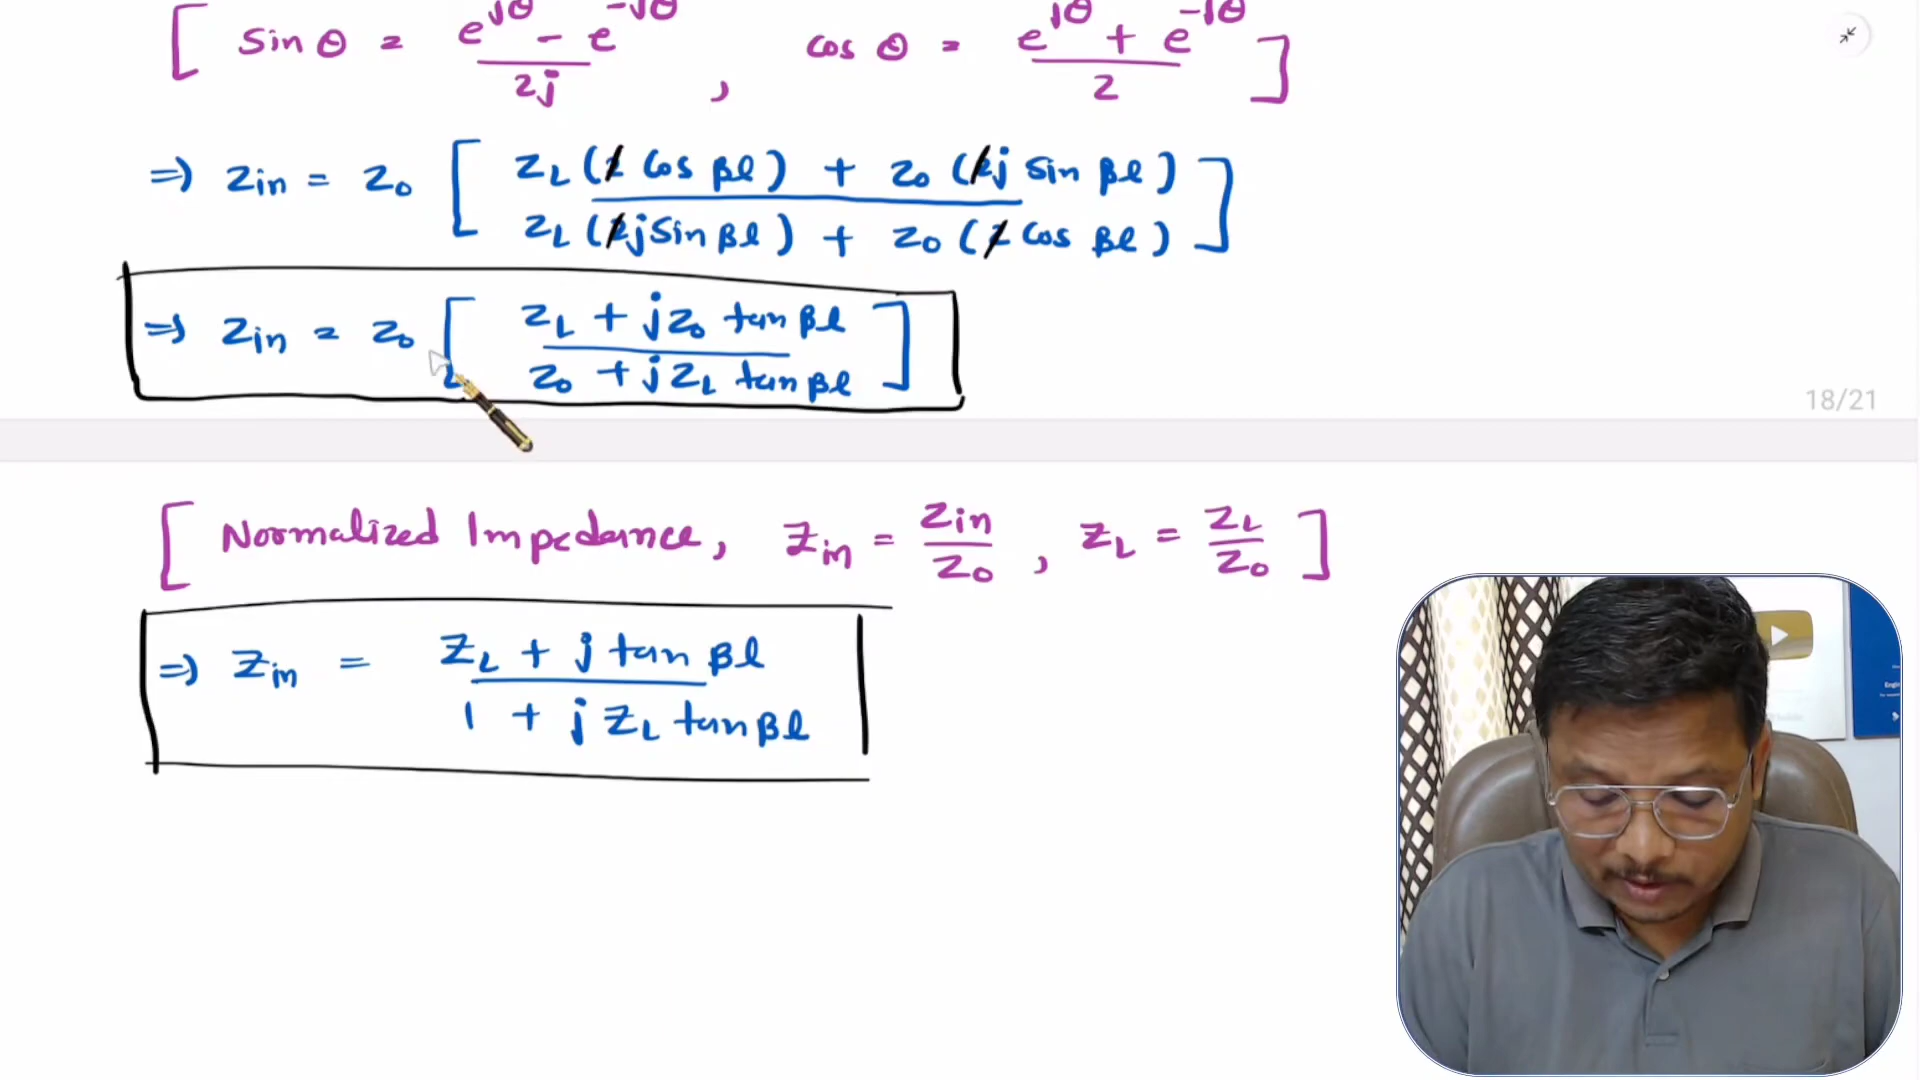 [ Sin θ = (e^{jθ} - e^{-jθ}) / 2j , cos θ = (e^{jθ} + e^{-jθ}) / 2 ]
⇒ Zin = Z0 [ (ZL (2 cos βl) + Z0 (2j sin βl)) / (ZL (2j Sin βl) + Z0 (2 cos βl)) ]
⇒ Zin = Z0 [ (ZL + jZ0 tan βl) / (Z0 + jZL tan βl) ]
18/21
[ Normalized Impedance, Zin = Zin / Z0 , ZL = ZL / Z0 ]
⇒ Zin = (ZL + j tan βl) / (1 + j ZL tan βl)